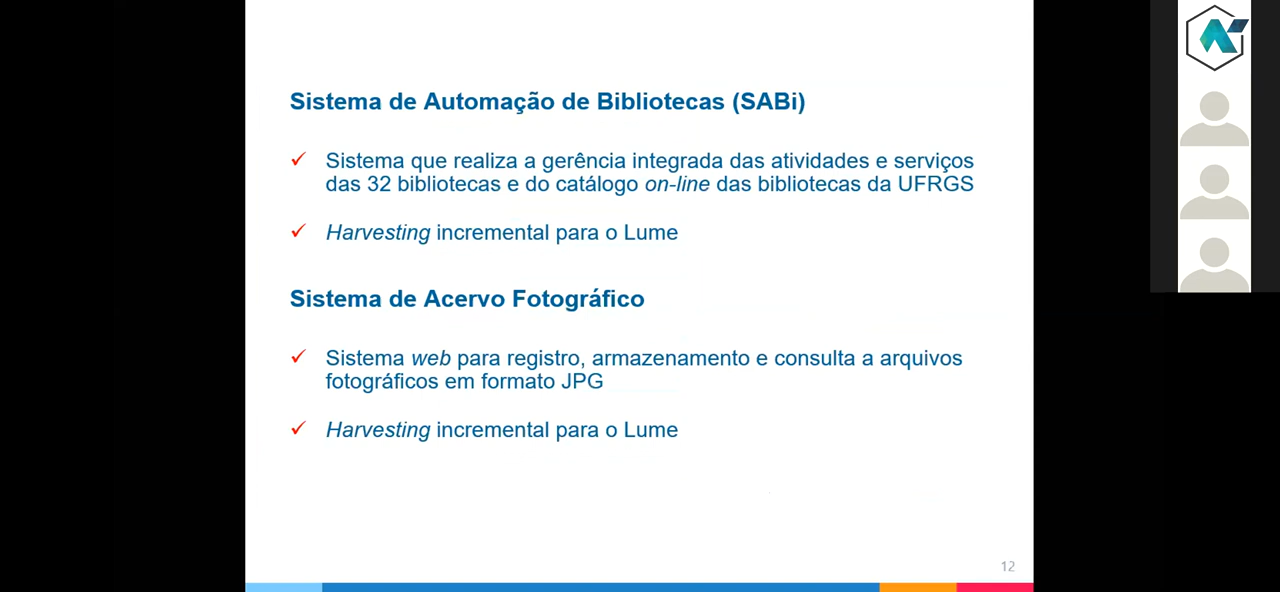 Sistema de Automação de Bibliotecas (SABi)
Sistema que realiza a gerência integrada das atividades e serviços
das 32 bibliotecas e do catálogo on-line das bibliotecas da UFRGS
Harvesting incremental para o Lume
Sistema de Acervo Fotográfico
Sistema web para registro, armazenamento e consulta a arquivos
fotográficos em formato JPG
Harvesting incremental para o Lume
12